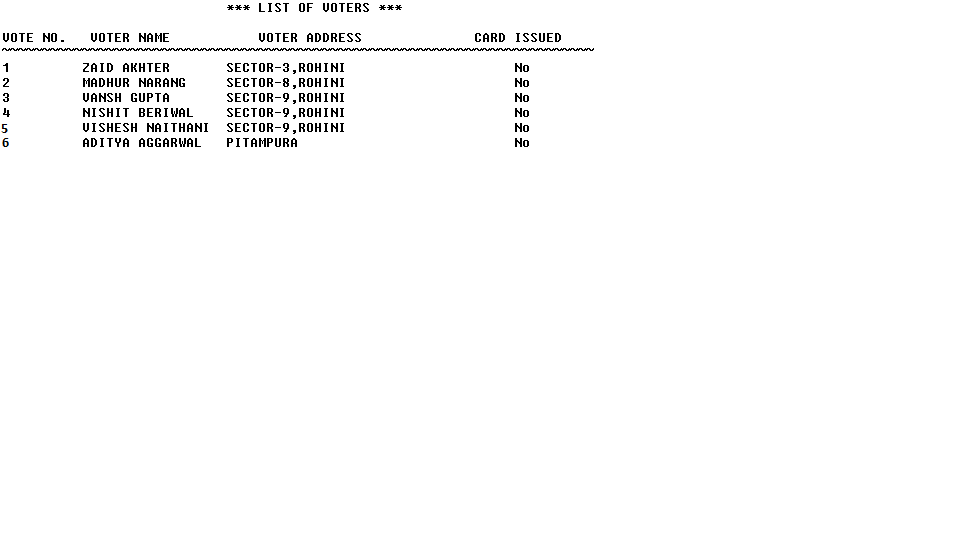 *** LIST OF VOTERS ***
VOTE NO. VOTER NAME VOTER ADDRESS CARD ISSUED
~~~~~~~~~~~~~~~~~~~~~~~~~~~~~~~~~~~~~~~~~~~~~~~~~~~~~~~~~~~~~~~~~~~~~~~~~~
1 ZAID AKHTER SECTOR-3,ROHINI No
2 MADHUR NARANG SECTOR-8,ROHINI No
3 VANSH GUPTA SECTOR-9,ROHINI No
4 NISHIT BERIWAL SECTOR-9,ROHINI No
5 VISHESH NAITHANI SECTOR-9,ROHINI No
6 ADITYA AGGARWAL PITAMPURA No